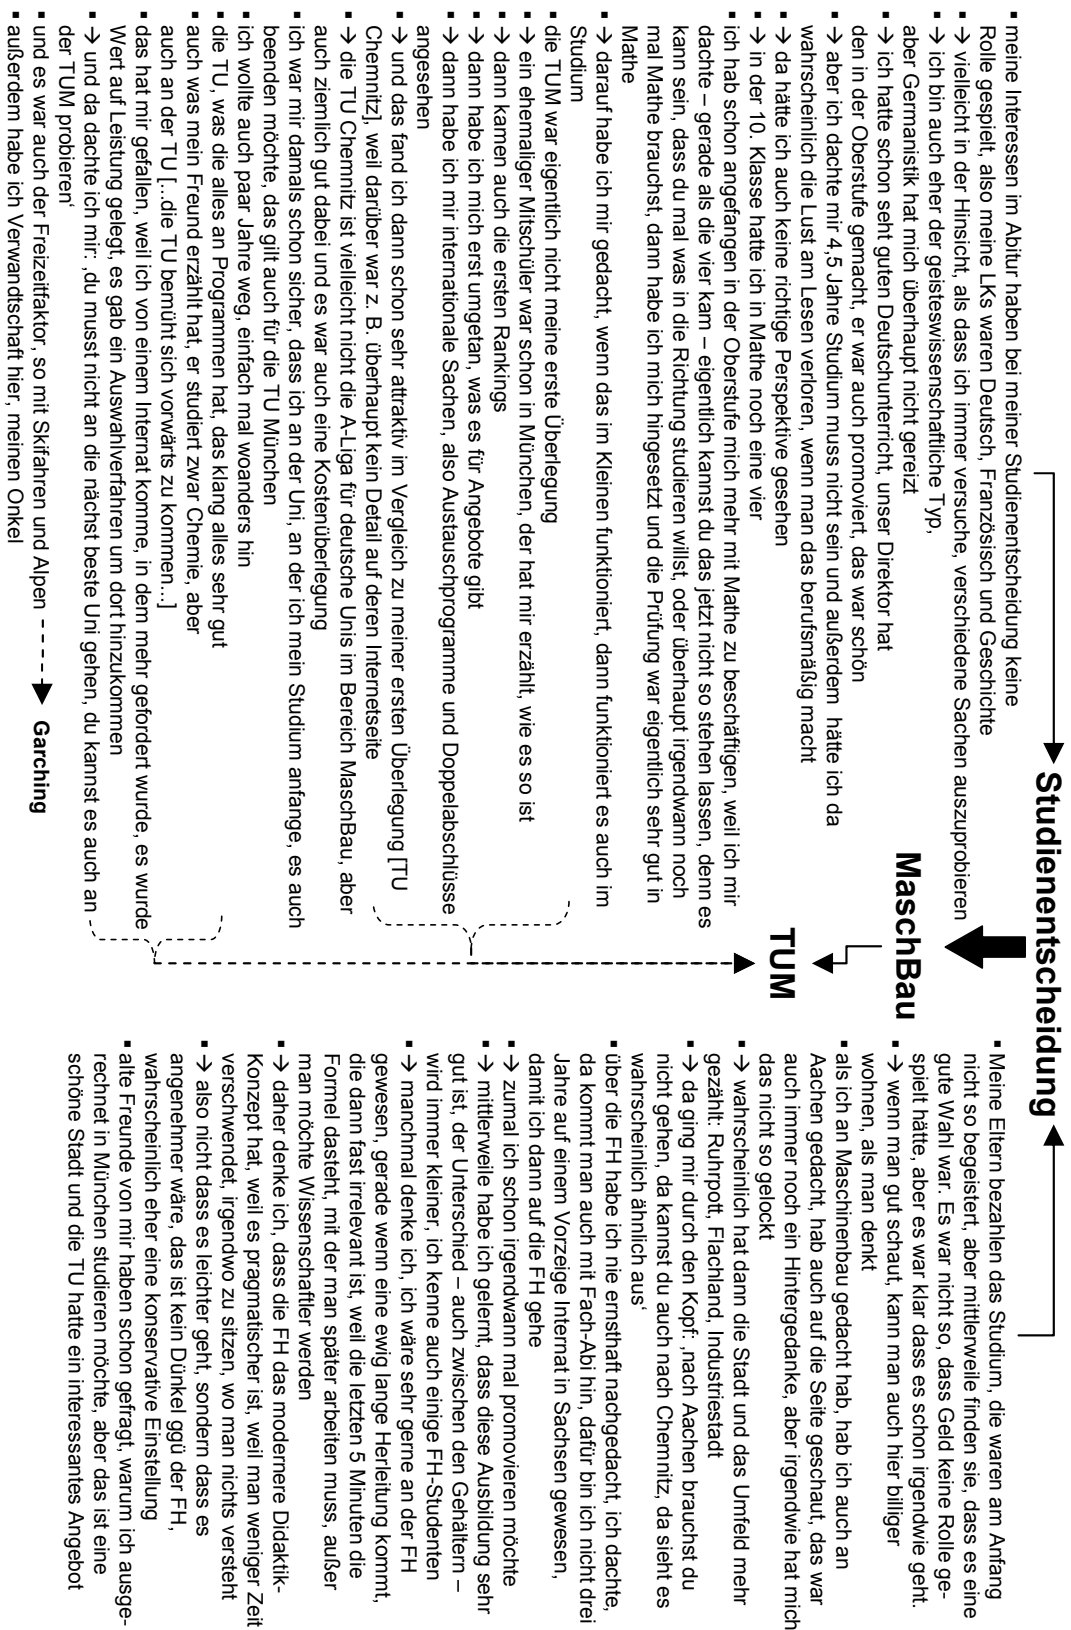 Studienentscheidung
MaschBau
TUM
▪ meine Interessen im Abitur haben bei meiner Studienentscheidung keine
Rolle gespielt, also meine LKs waren Deutsch, Französisch und Geschichte
▪ → vielleicht in der Hinsicht, als dass ich immer versuche, verschiedene Sachen auszuprobieren
▪ → ich bin auch eher der geisteswissenschaftliche Typ,
aber Germanistik hat mich überhaupt nicht gereizt
▪ → ich hatte schon seht guten Deutschunterricht, unser Direktor hat
den in der Oberstufe gemacht, er war auch promoviert, das war schön
▪ → aber ich dachte mir 4,5 Jahre Studium muss nicht sein und außerdem hätte ich da
wahrscheinlich die Lust am Lesen verloren, wenn man das berufsmäßig macht
▪ → da hätte ich auch keine richtige Perspektive gesehen
▪ → in der 10. Klasse hatte ich in Mathe noch eine vier
▪ ich hab schon angefangen in der Oberstufe mich mehr mit Mathe zu beschäftigen, weil ich mir
dachte – gerade als die vier kam – eigentlich kannst du das jetzt nicht so stehen lassen, denn es
kann sein, dass du mal was in die Richtung studieren willst, oder überhaupt irgendwann noch
mal Mathe brauchst, dann habe ich mich hingesetzt und die Prüfung war eigentlich sehr gut in
Mathe
▪ → darauf habe ich mir gedacht, wenn das im Kleinen funktioniert, dann funktioniert es auch im
Studium
▪ die TUM war eigentlich nicht meine erste Überlegung
▪ → ein ehemaliger Mitschüler war schon in München, der hat mir erzählt, wie es so ist
▪ → dann kamen auch die ersten Rankings
▪ → dann habe ich mich erst umgetan, was es für Angebote gibt
▪ → dann habe ich mir internationale Sachen, also Austauschprogramme und Doppelabschlüsse
angesehen
▪ → und das fand ich dann schon sehr attraktiv im Vergleich zu meiner ersten Überlegung [TU
Chemnitz], weil darüber war z. B. überhaupt kein Detail auf deren Internetseite
▪ → die TU Chemnitz ist vielleicht nicht die A-Liga für deutsche Unis im Bereich MaschBau, aber
auch ziemlich gut dabei und es war auch eine Kostenüberlegung
▪ ich war mir damals schon sicher, dass ich an der Uni, an der ich mein Studium anfange, es auch
beenden möchte, das gilt auch für die TU München
▪ ich wollte auch paar Jahre weg, einfach mal woanders hin
▪ die TU, was die alles an Programmen hat, das klang alles sehr gut
▪ auch was mein Freund erzählt hat, er studiert zwar Chemie, aber
auch an der TU [...die TU bemüht sich vorwärts zu kommen...]
▪ das hat mir gefallen, weil ich von einem Internat komme, in dem mehr gefordert wurde, es wurde
Wert auf Leistung gelegt, es gab ein Auswahlverfahren um dort hinzukommen
▪ → und da dachte ich mir: ‚du musst nicht an die nächst beste Uni gehen, du kannst es auch an
der TUM probieren‘
▪ und es war auch der Freizeitfaktor, so mit Skifahren und Alpen
Garching
▪ außerdem habe ich Verwandtschaft hier, meinen Onkel
▪ Meine Eltern bezahlen das Studium, die waren am Anfang
nicht so begeistert, aber mittlerweile finden sie, dass es eine
gute Wahl war. Es war nicht so, dass Geld keine Rolle ge-
spielt hätte, aber es war klar dass es schon irgendwie geht.
▪ → wenn man gut schaut, kann man auch hier billiger
wohnen, als man denkt
▪ als ich an Maschinenbau gedacht hab, hab ich auch an
Aachen gedacht, hab auch auf die Seite geschaut, das war
auch immer noch ein Hintergedanke, aber irgendwie hat mich
das nicht so gelockt
▪ → wahrscheinlich hat dann die Stadt und das Umfeld mehr
gezählt: Ruhrpott, Flachland, Industriestadt
▪ → da ging mir durch den Kopf: ‚nach Aachen brauchst du
nicht gehen, da kannst du auch nach Chemnitz, da sieht es
wahrscheinlich ähnlich aus‘
▪ über die FH habe ich nie ernsthaft nachgedacht, ich dachte,
da kommt man auch mit Fach-Abi hin, dafür bin ich nicht drei
Jahre auf einem Vorzeige Internat in Sachsen gewesen,
damit ich dann auf die FH gehe
▪ → zumal ich schon irgendwann mal promovieren möchte
▪ → mittlerweile habe ich gelernt, dass diese Ausbildung sehr
gut ist, der Unterschied – auch zwischen den Gehältern –
wird immer kleiner, ich kenne auch einige FH-Studenten
▪ → manchmal denke ich, ich wäre sehr gerne an der FH
gewesen, gerade wenn eine ewig lange Herleitung kommt,
die dann fast irrelevant ist, weil die letzten 5 Minuten die
Formel dasteht, mit der man später arbeiten muss, außer
man möchte Wissenschaftler werden
▪ → daher denke ich, dass die FH das modernere Didaktik-
Konzept hat, weil es pragmatischer ist, weil man weniger Zeit
verschwendet, irgendwo zu sitzen, wo man nichts versteht
▪ → also nicht dass es leichter geht, sondern dass es
angenehmer wäre, das ist kein Dünkel ggü der FH,
wahrscheinlich eher eine konservative Einstellung
▪ alte Freunde von mir haben schon gefragt, warum ich ausge-
rechnet in München studieren möchte, aber das ist eine
schöne Stadt und die TU hatte ein interessantes Angebot